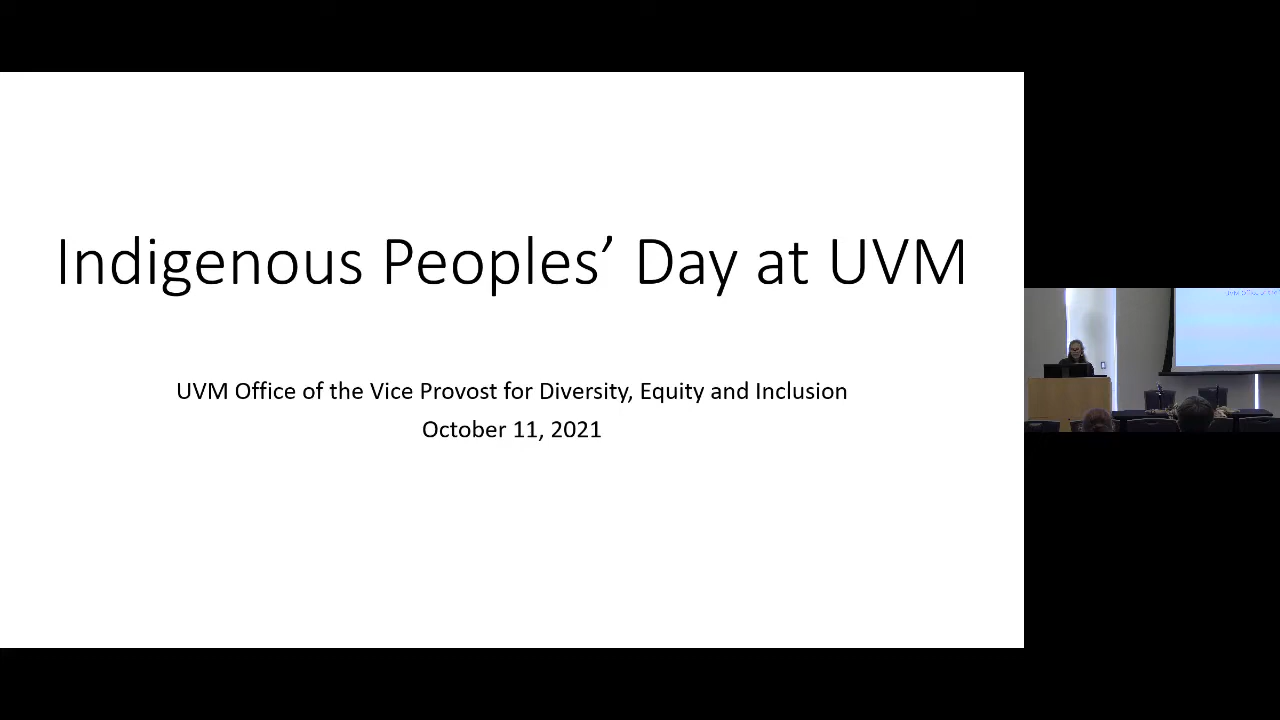 Indigenous Peoples’ Day at UVM
UVM Office of the Vice Provost for Diversity, Equity and Inclusion
October 11, 2021